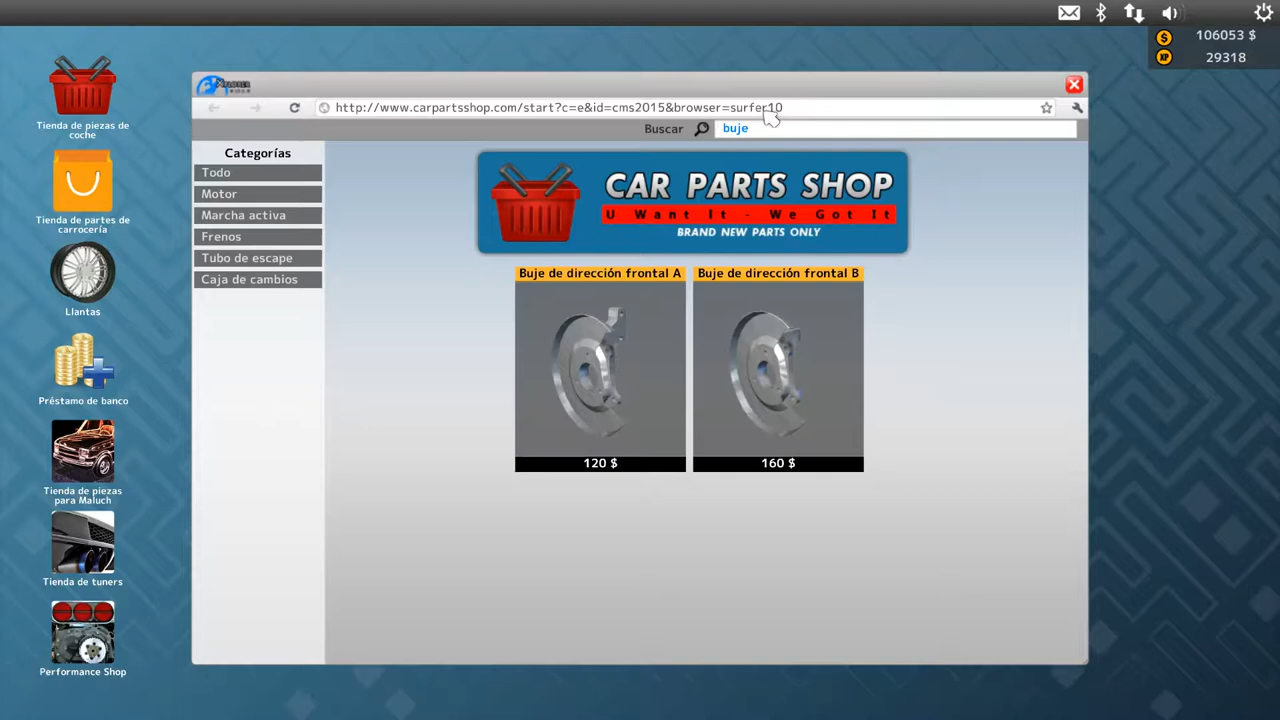 106053 $
29318
EXPLORER
http://www.carpartsshop.com/start?c=e&id=cms2015&browser=surfer10
Buscar
buje
Categorías
Todo
Motor
Marcha activa
Frenos
Tubo de escape
Caja de cambios
CAR PARTS SHOP
U Want It - We Got It
BRAND NEW PARTS ONLY
Buje de dirección frontal A
120 $
Buje de dirección frontal B
160 $
Tienda de piezas de
coche
Tienda de partes de
carrocería
Llantas
Préstamo de banco
Tienda de piezas
para Maluch
Tienda de tuners
Performance Shop
$
XP